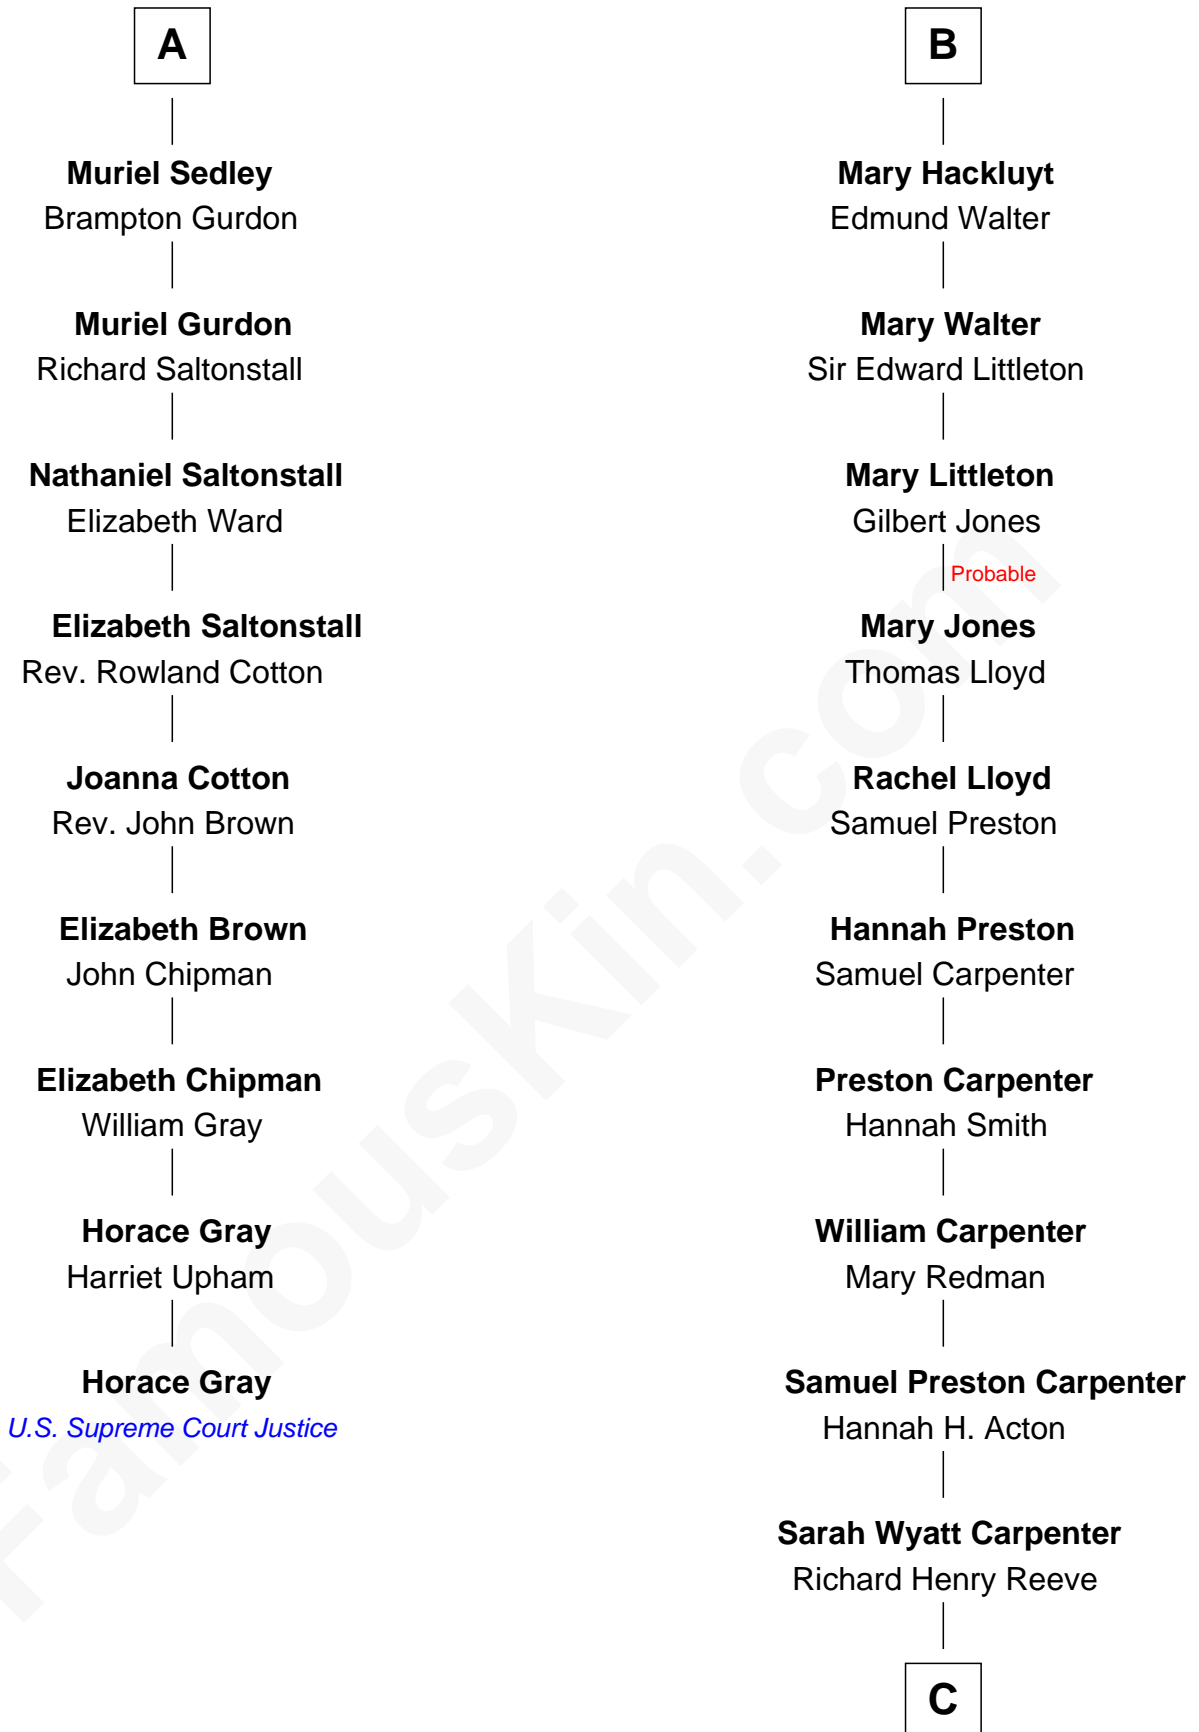 A
Muriel Sedley
Brampton Gurdon
Muriel Gurdon
Richard Saltonstall
Nathaniel Saltonstall
Elizabeth Ward
Elizabeth Saltonstall
Rev. Rowland Cotton
Joanna Cotton
Rev. John Brown
Elizabeth Brown
John Chipman
Elizabeth Chipman
William Gray
Horace Gray
Harriet Upham
Horace Gray
U.S. Supreme Court Justice
B
Mary Hackluyt
Edmund Walter
Mary Walter
Sir Edward Littleton
Mary Littleton
Gilbert Jones
Probable
Mary Jones
Thomas Lloyd
Rachel Lloyd
Samuel Preston
Hannah Preston
Samuel Carpenter
Preston Carpenter
Hannah Smith
William Carpenter
Mary Redman
Samuel Preston Carpenter
Hannah H. Acton
Sarah Wyatt Carpenter
Richard Henry Reeve
C
FamousKin.com